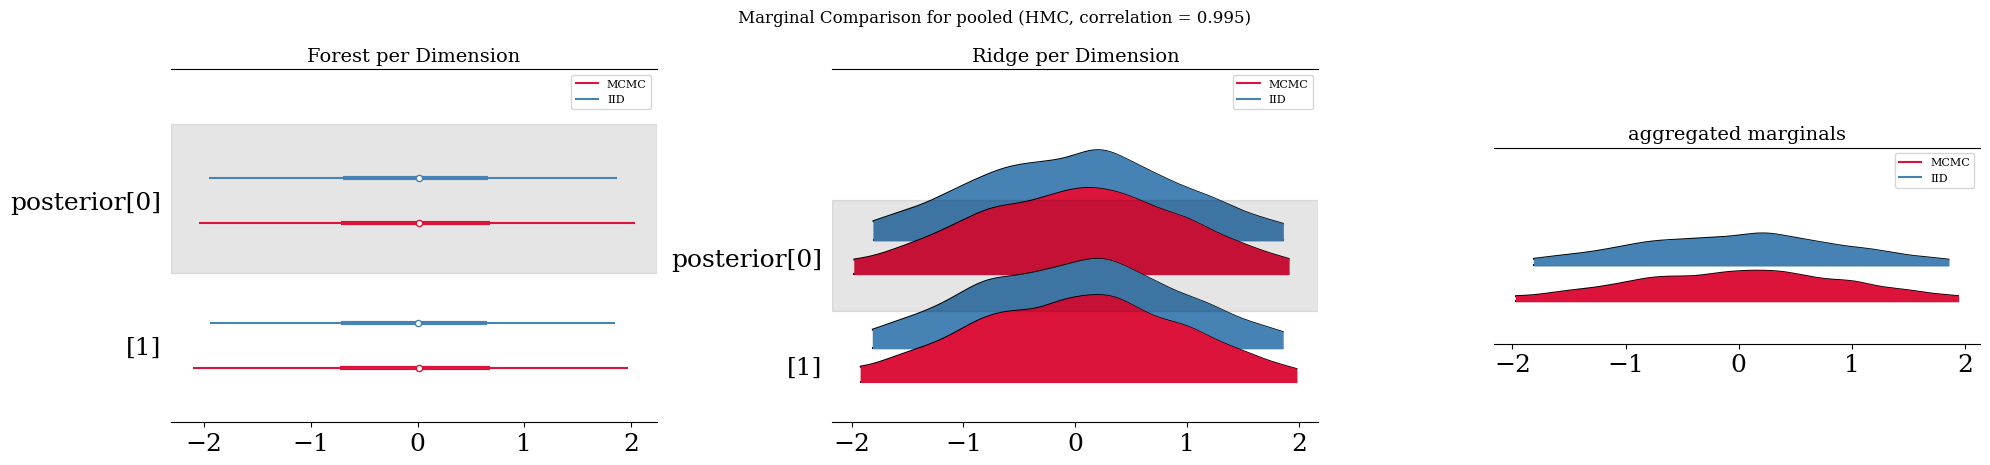 Marginal Comparison for pooled (HMC, correlation = 0.995)
Forest per Dimension
MCMC
IID
posterior[0]
[1]
−2 −1 0 1 2
Ridge per Dimension
MCMC
IID
posterior[0]
[1]
−2 −1 0 1 2
aggregated marginals
MCMC
IID
−2 −1 0 1 2